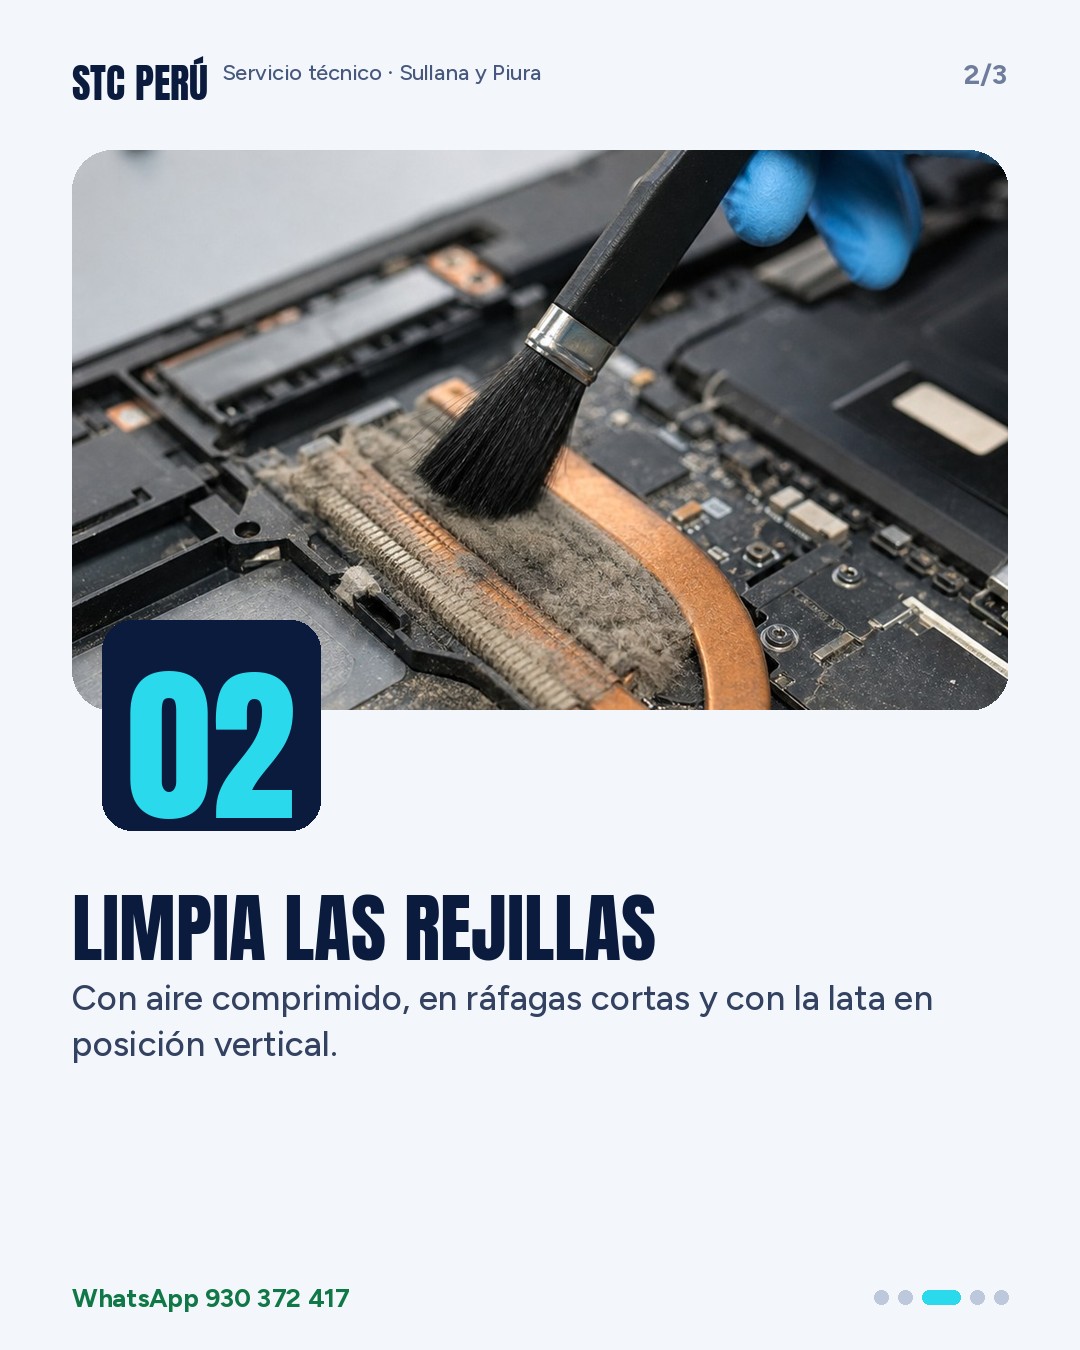 STC PERÚ Servicio técnico · Sullana y Piura
2/3
02
LIMPIA LAS REJILLAS
Con aire comprimido, en ráfagas cortas y con la lata en
posición vertical.
WhatsApp 930 372 417